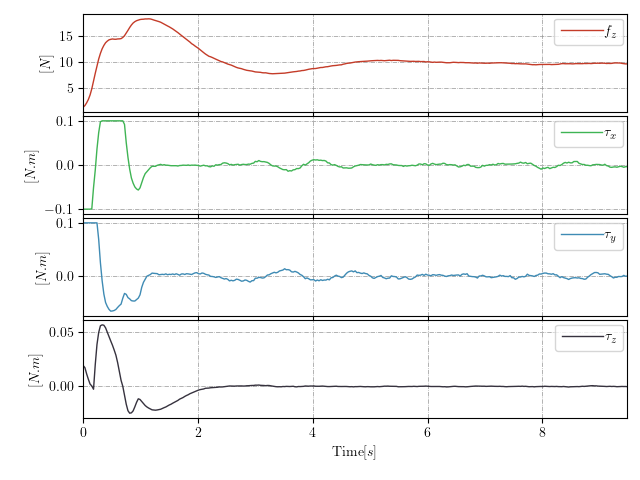 15
10
5
[N]
f_z
0.1
0.0
−0.1
[N.m]
τ_x
0.1
0.0
[N.m]
τ_y
0.05
0.00
[N.m]
τ_z
0 2 4 6 8
Time[s]